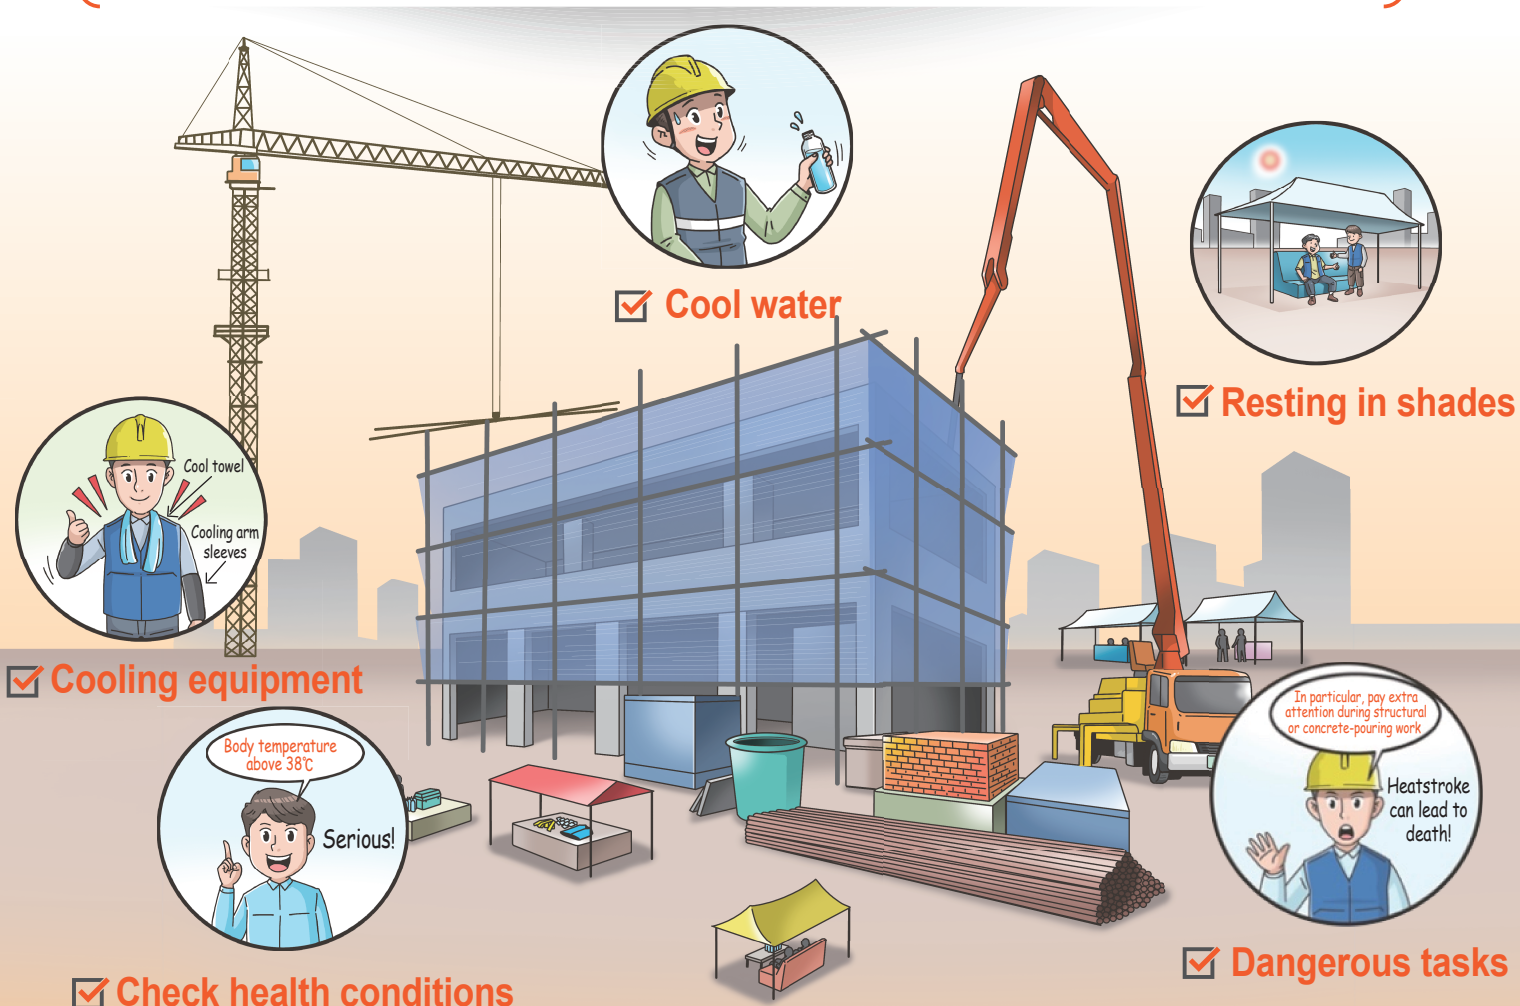 Cool water
Resting in shades
Cool towel
Cooling arm
sleeves
Cooling equipment
Body temperature
above 38℃
Serious!
Check health conditions
In particular, pay extra
attention during structural
or concrete-pouring work
Heatstroke
can lead to
death!
Dangerous tasks